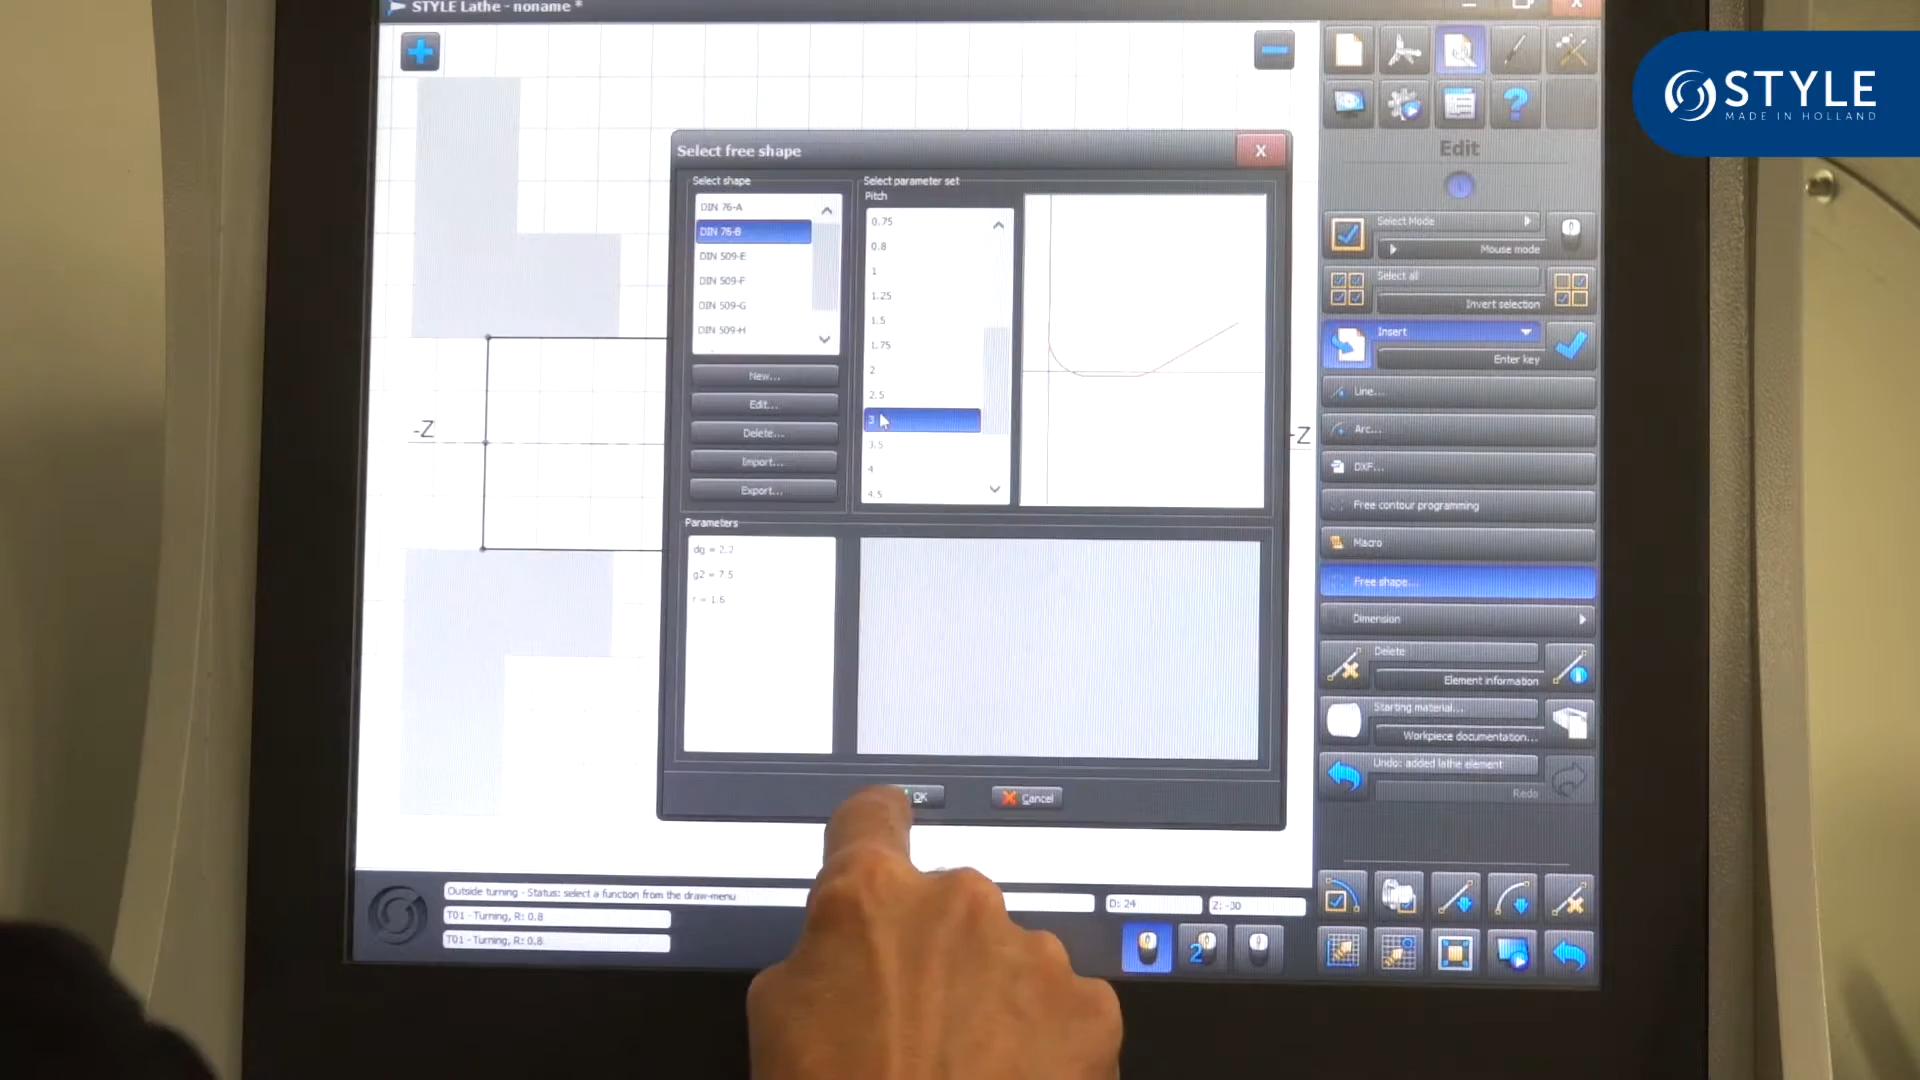 STYLE Lathe - noname *
STYLE
MADE IN HOLLAND
Select free shape
X
Select shape
DIN 76-A
DIN 76-B
DIN 509-E
DIN 509-F
DIN 509-G
DIN 509-H
New...
Edit...
Delete...
Import...
Export...
Select parameter set
Pitch
0.75
0.8
1
1.25
1.5
1.75
2
2.5
3
3.5
4
4.5
Parameters
dg = 2.2
g2 = 7.5
r = 1.6
OK
Cancel
-Z
-Z
Edit
Select Mode
Mouse mode
Select all
Invert selection
Insert
Enter key
Line...
Arc...
DXF...
Free contour programming
Macro
Free shape...
Dimension
Delete
Element information
Starting material...
Workpiece documentation...
Undo: added lathe element
Redo
Outside turning - Status: select a function from the draw-menu
T01 - Turning, R: 0.8
T01 - Turning, R: 0.8
D: 24
Z: -30
2